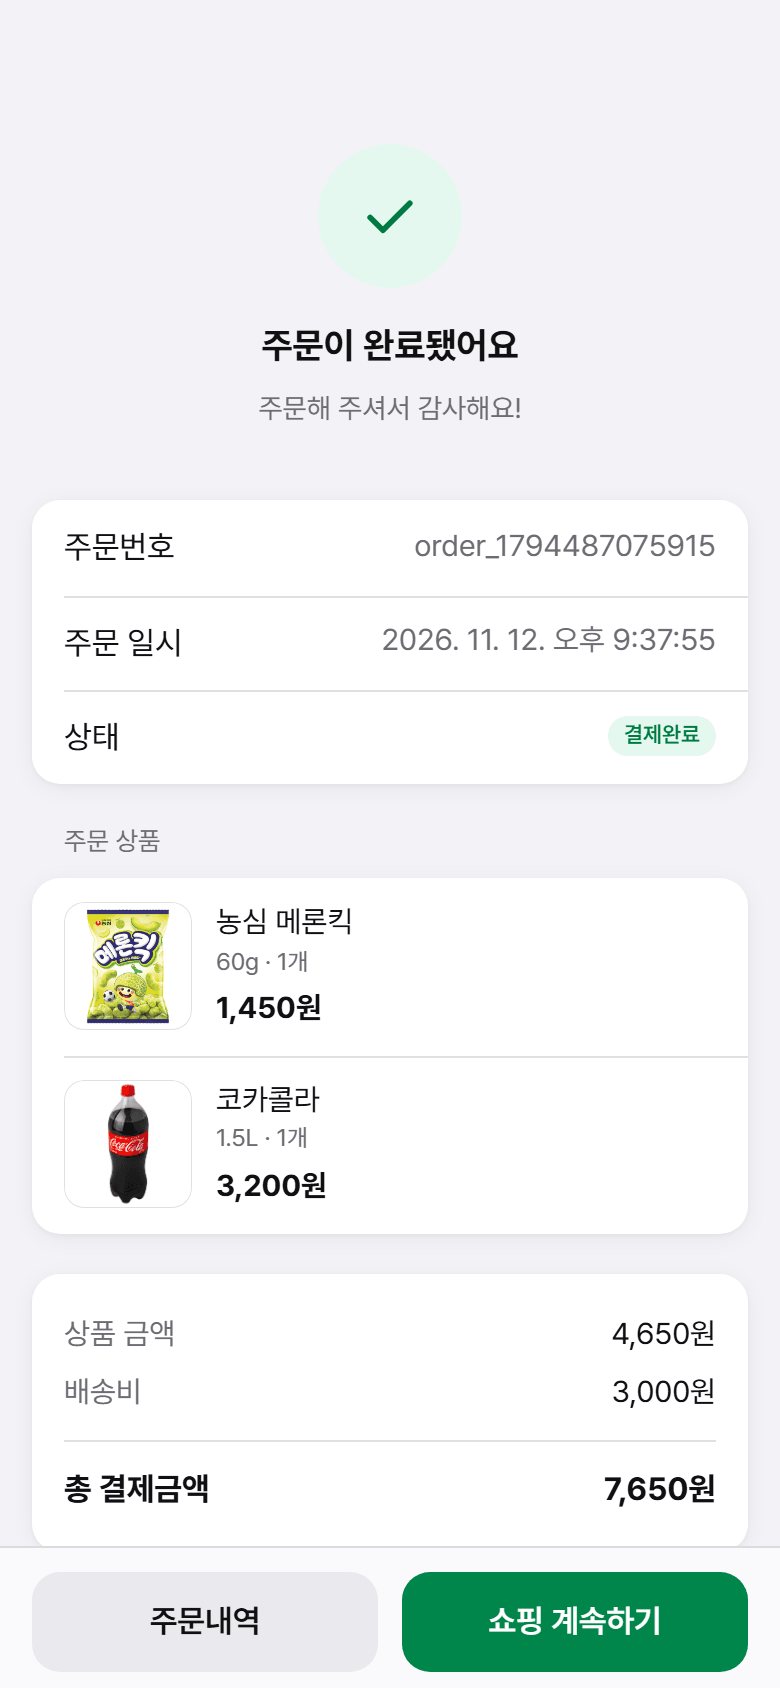 주문이 완료됐어요
주문해 주셔서 감사해요!
주문번호 order_1794487075915
주문 일시 2026. 11. 12. 오후 9:37:55
상태 결제완료
주문 상품
메론킥
농심 메론킥
60g · 1개
1,450원
Coca-Cola
코카콜라
1.5L · 1개
3,200원
상품 금액 4,650원
배송비 3,000원
총 결제금액 7,650원
주문내역 쇼핑 계속하기